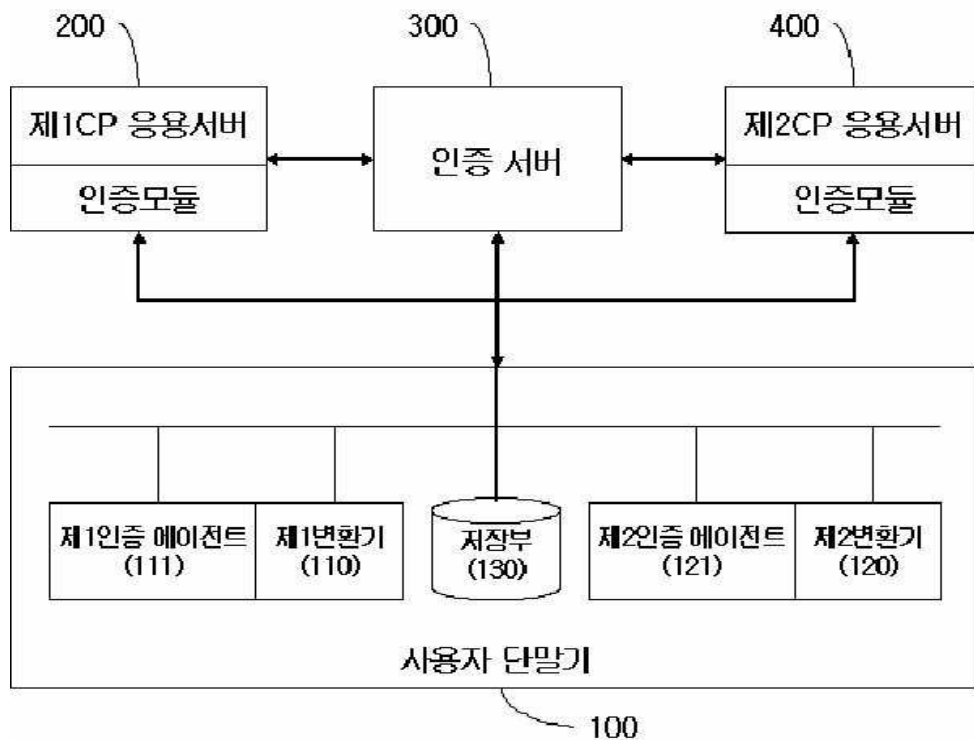 200
300
400
제1CP 응용서버
인증모듈
인증 서버
제2CP 응용서버
인증모듈
제1인증 에이전트
(111)
제1변환기
(110)
저장부
(130)
제2인증 에이전트
(121)
제2변환기
(120)
사용자 단말기
100